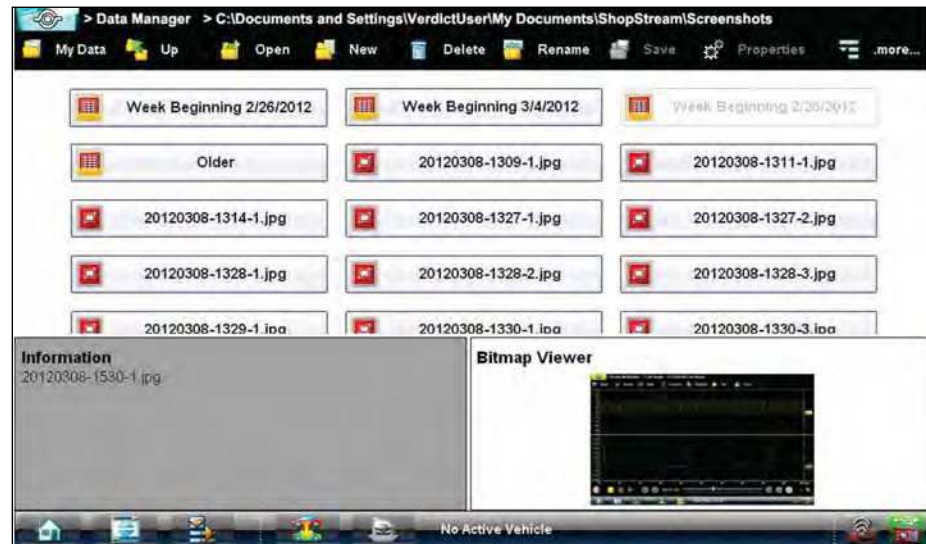 > Data Manager > C:\Documents and Settings\VerdictUser\My Documents\ShopStream\Screenshots
My Data Up Open New Delete Rename Save Properties .more...
Week Beginning 2/26/2012 Week Beginning 3/4/2012 Week Beginning 2/26/2012
Older 20120308-1309-1.jpg 20120308-1311-1.jpg
20120308-1314-1.jpg 20120308-1327-1.jpg 20120308-1327-2.jpg
20120308-1328-1.jpg 20120308-1328-2.jpg 20120308-1328-3.jpg
20120308-1329-1.jpg 20120308-1330-1.jpg 20120308-1330-3.jpg
Information Bitmap Viewer
20120308-1530-1.jpg
No Active Vehicle